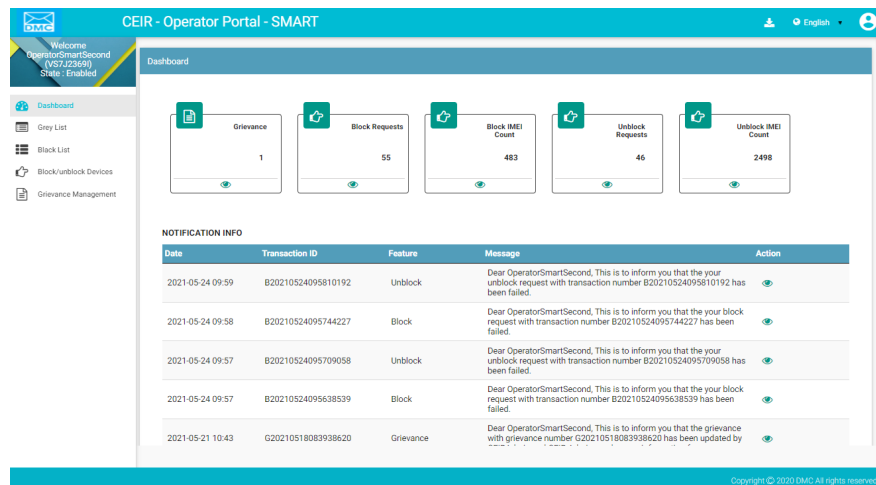 DMC
CEIR - Operator Portal - SMART
English
Welcome
OperatorSmartSecond
(VS7J2369I)
State : Enabled
Dashboard
Dashboard
Grey List
Black List
Block/unblock Devices
Grievance Management
Grievance
1
Block Requests
55
Block IMEI
Count
483
Unblock
Requests
46
Unblock IMEI
Count
2498
NOTIFICATION INFO
Date Transaction ID Feature Message Action
2021-05-24 09:59 B20210524095810192 Unblock
Dear OperatorSmartSecond, This is to inform you that the your
unblock request with transaction number B20210524095810192 has
been failed.
2021-05-24 09:58 B20210524095744227 Block
Dear OperatorSmartSecond, This is to inform you that the your block
request with transaction number B20210524095744227 has been
failed.
2021-05-24 09:57 B20210524095709058 Unblock
Dear OperatorSmartSecond, This is to inform you that the your
unblock request with transaction number B20210524095709058 has
been failed.
2021-05-24 09:57 B20210524095638539 Block
Dear OperatorSmartSecond, This is to inform you that the your block
request with transaction number B20210524095638539 has been
failed.
2021-05-21 10:43 G20210518083938620 Grievance
Dear OperatorSmartSecond, This is to inform you that the grievance
with grievance number G20210518083938620 has been updated by
Copyright © 2020 DMC All rights reserved